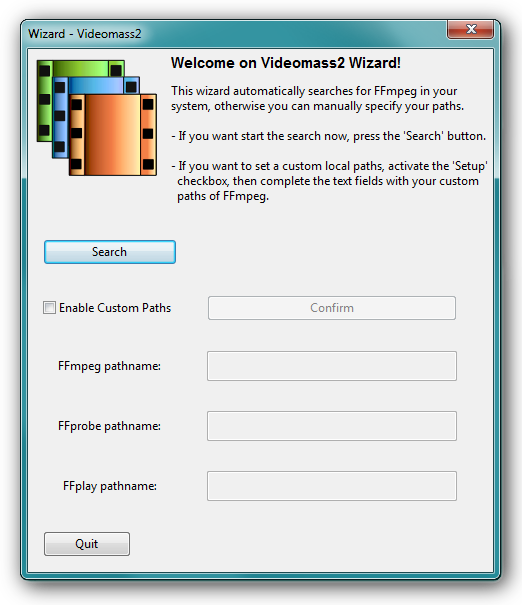 Wizard - Videomass2
Welcome on Videomass2 Wizard!
This wizard automatically searches for FFmpeg in your
system, otherwise you can manually specify your paths.
- If you want start the search now, press the 'Search' button.
- If you want to set a custom local paths, activate the 'Setup'
checkbox, then complete the text fields with your custom
paths of FFmpeg.
Search
Enable Custom Paths
Confirm
FFmpeg pathname:
FFprobe pathname:
FFplay pathname:
Quit